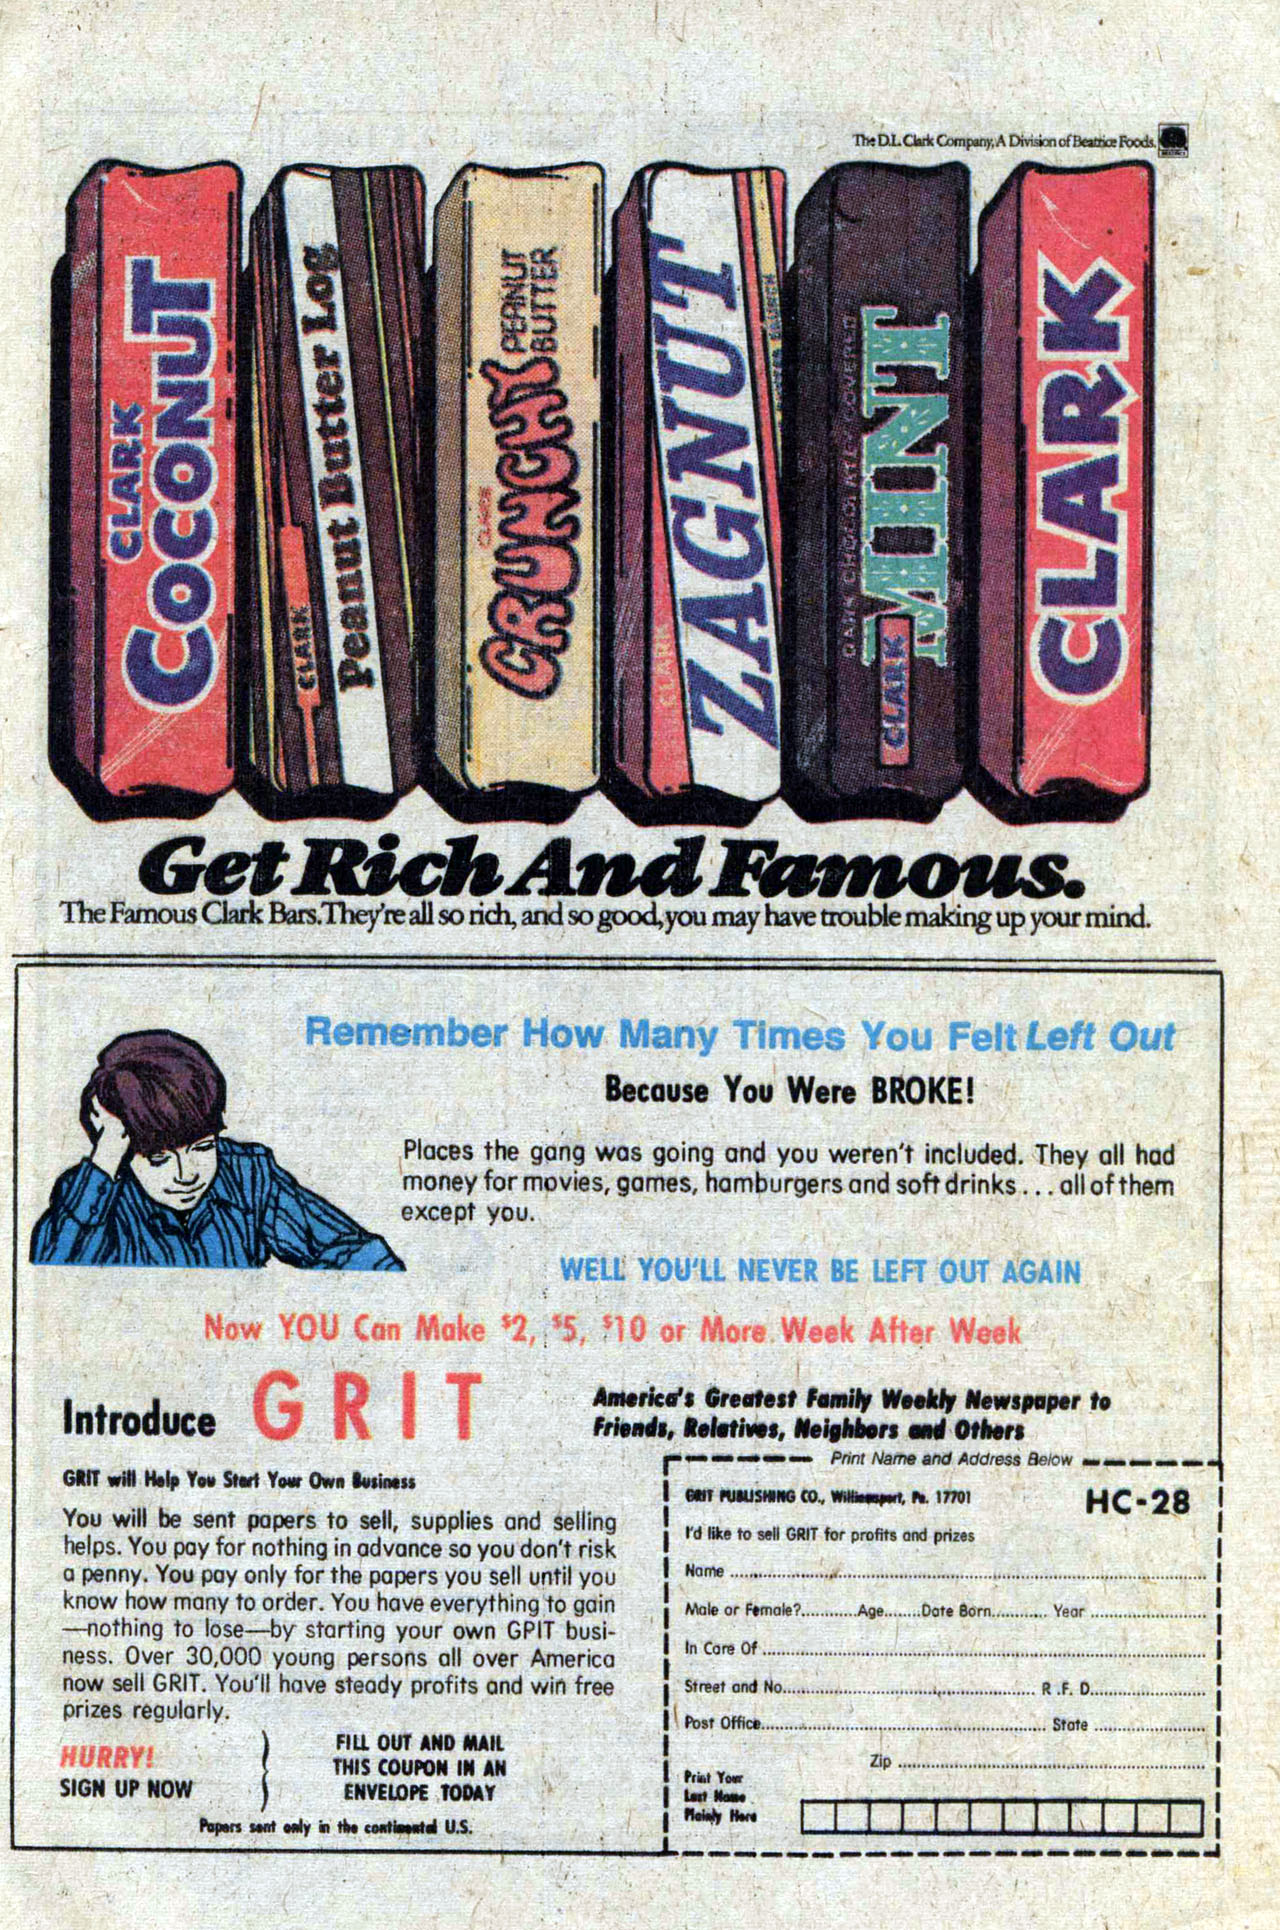 The D.L. Clark Company, A Division of Beatrice Foods.
CLARK
COCONUT
CLARK
Peanut Butter Log
CLARK
CRUNCHY
PEANUT
BUTTER
CLARK
ZAGNUT
DARK CHOCOLATEY COVERED
MINT
CLARK
CLARK
Get Rich And Famous.
The Famous Clark Bars. They're all so rich, and so good, you may have trouble making up your mind.
Remember How Many Times You Felt Left Out
Because You Were BROKE!
Places the gang was going and you weren't included. They all had
money for movies, games, hamburgers and soft drinks... all of them
except you.
WELL YOU'LL NEVER BE LEFT OUT AGAIN
Now YOU Can Make $2, $5, $10 or More Week After Week
Introduce GRIT
America's Greatest Family Weekly Newspaper to
Friends, Relatives, Neighbors and Others
GRIT will Help You Start Your Own Business
You will be sent papers to sell, supplies and selling
helps. You pay for nothing in advance so you don't risk
a penny. You pay only for the papers you sell until you
know how many to order. You have everything to gain
—nothing to lose—by starting your own GPIT busi-
ness. Over 30,000 young persons all over America
now sell GRIT. You'll have steady profits and win free
prizes regularly.
HURRY!
SIGN UP NOW
FILL OUT AND MAIL
THIS COUPON IN AN
ENVELOPE TODAY
Papers sent only in the continental U.S.
Print Name and Address Below
GRIT PUBLISHING CO., Williamsport, Pa. 17701
HC-28
I'd like to sell GRIT for profits and prizes
Name
Male or Female? Age Date Born Year
In Care Of
Street and No. R.F.D.
Post Office State
Zip
Print Your
Last Name
Plainly Here